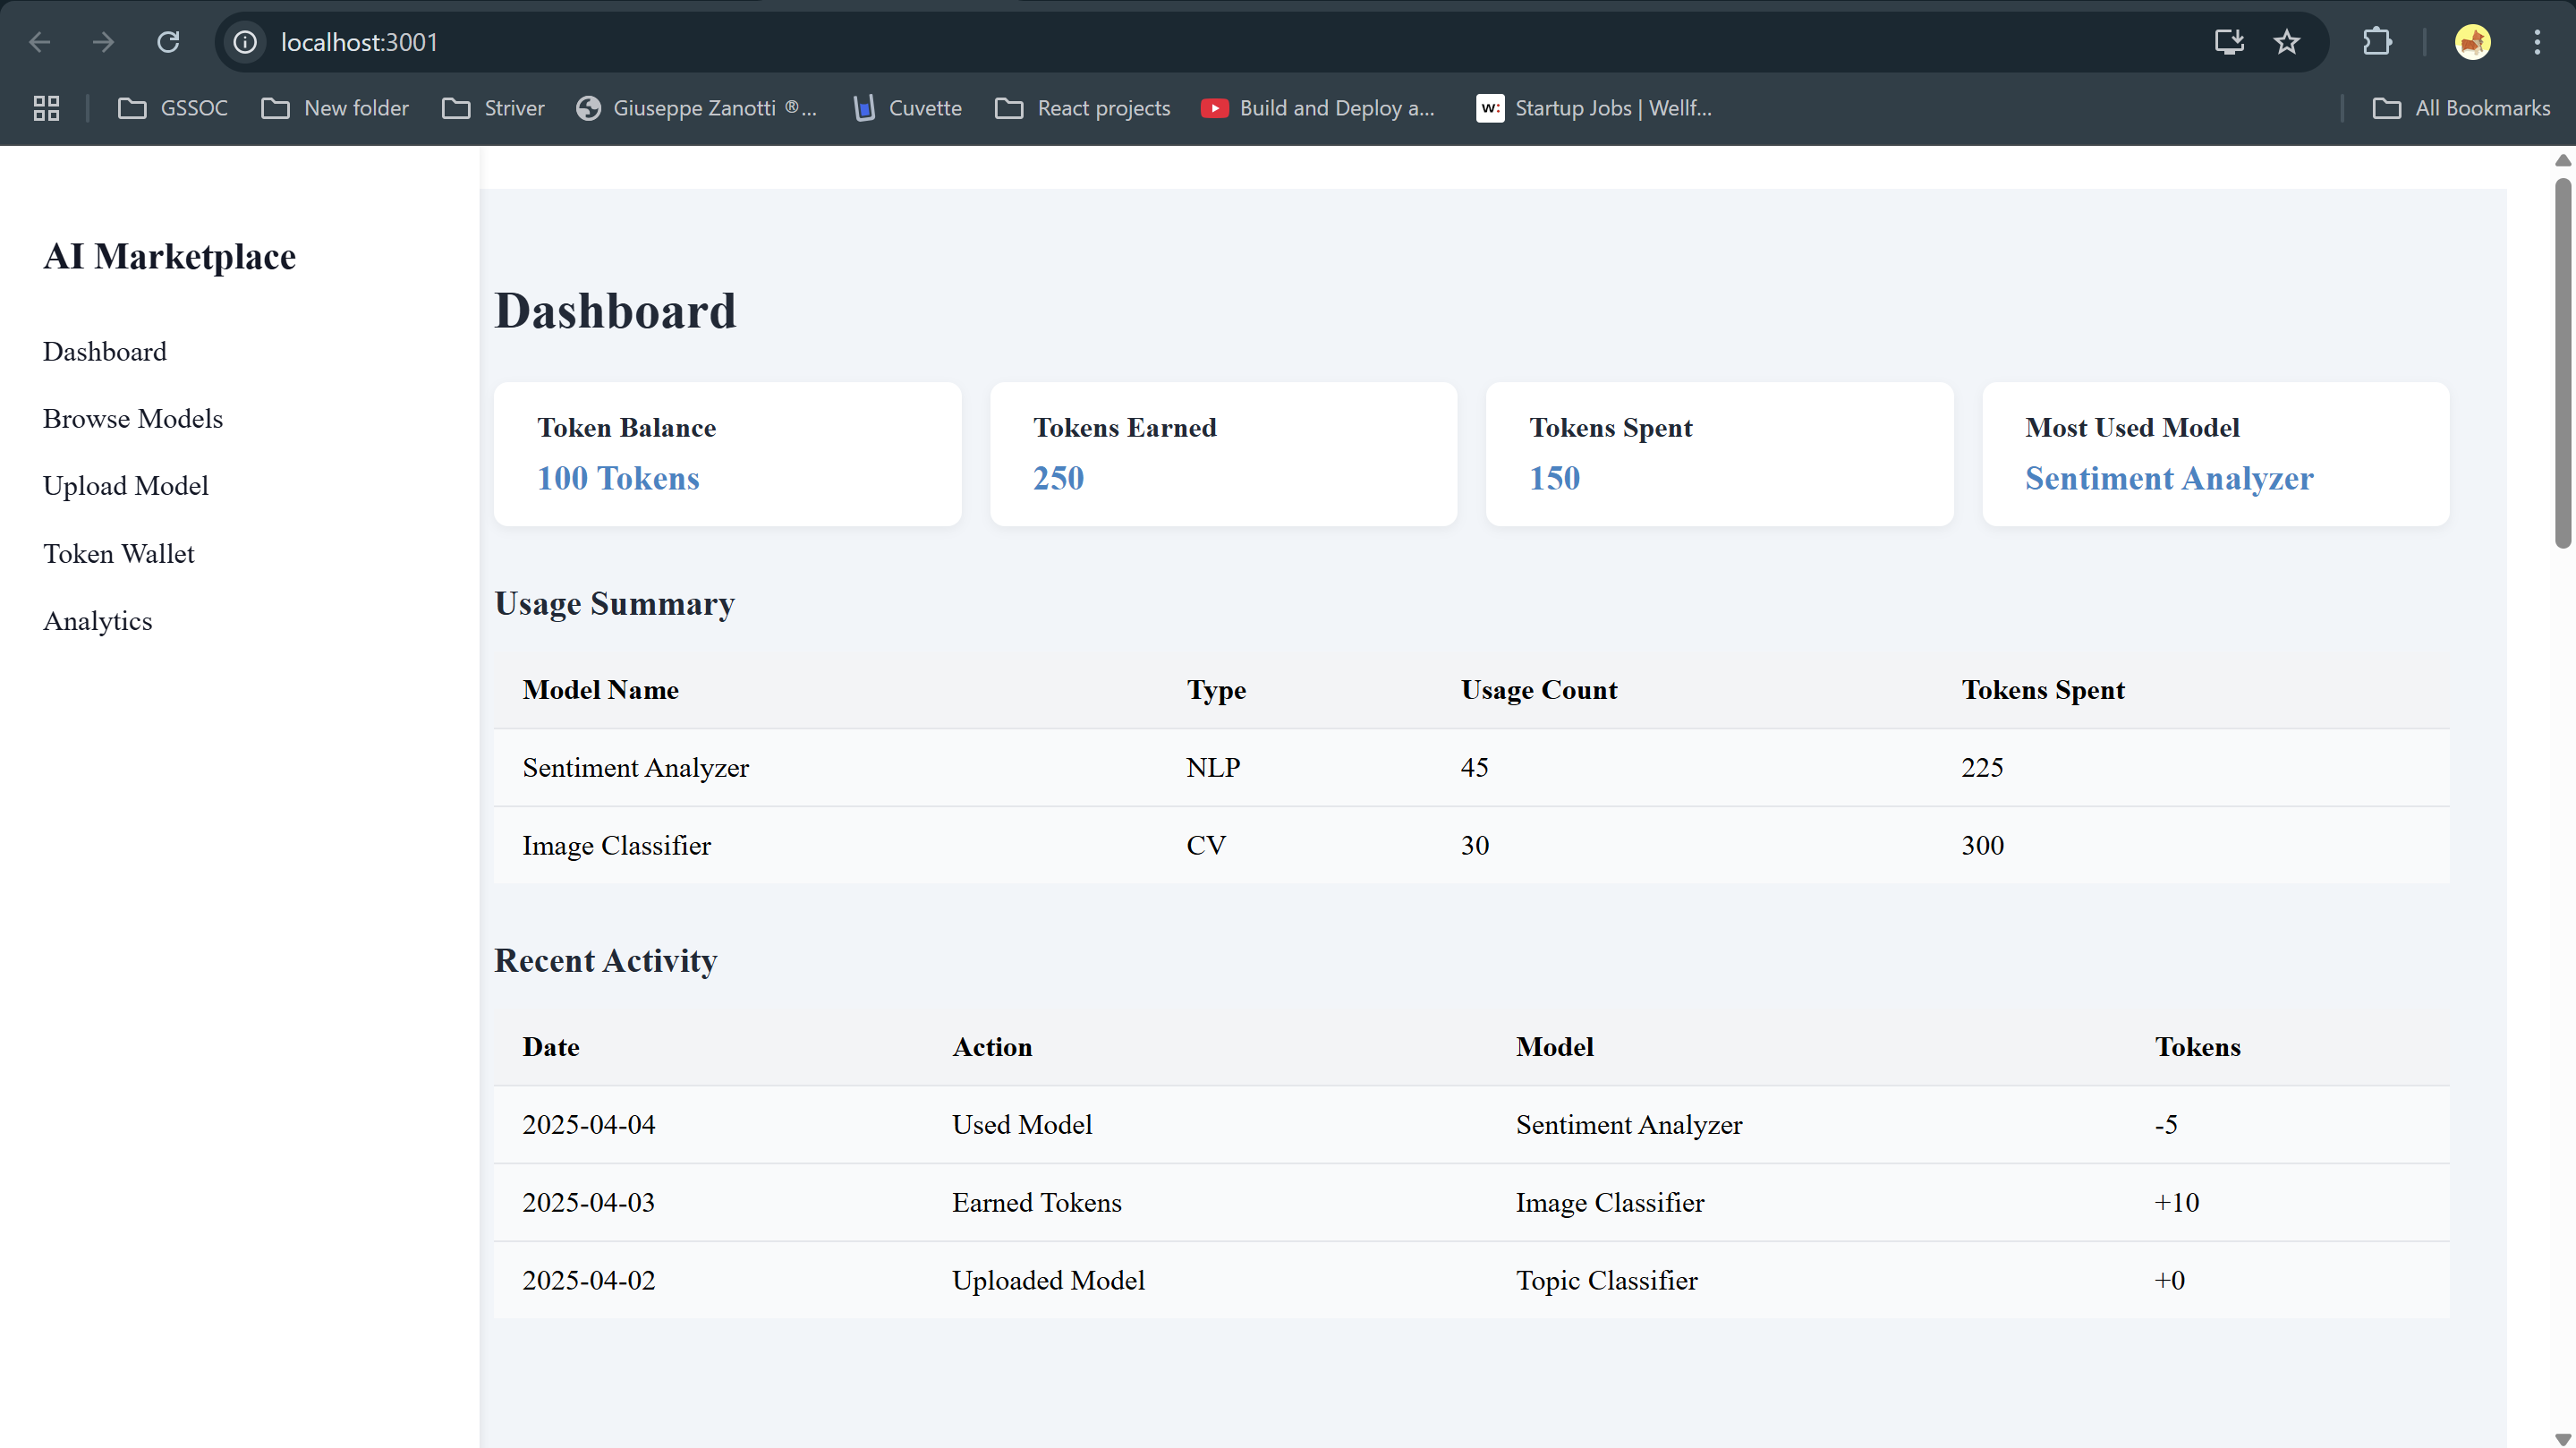 localhost:3001
GSSOC
New folder
Striver
Giuseppe Zanotti ®...
Cuvette
React projects
Build and Deploy a...
w:
Startup Jobs | Wellf...
All Bookmarks
AI Marketplace
Dashboard
Browse Models
Upload Model
Token Wallet
Analytics
Dashboard
Token Balance
100 Tokens
Tokens Earned
250
Tokens Spent
150
Most Used Model
Sentiment Analyzer
Usage Summary
Model Name Type Usage Count Tokens Spent
Sentiment Analyzer NLP 45 225
Image Classifier CV 30 300
Recent Activity
Date Action Model Tokens
2025-04-04 Used Model Sentiment Analyzer -5
2025-04-03 Earned Tokens Image Classifier +10
2025-04-02 Uploaded Model Topic Classifier +0